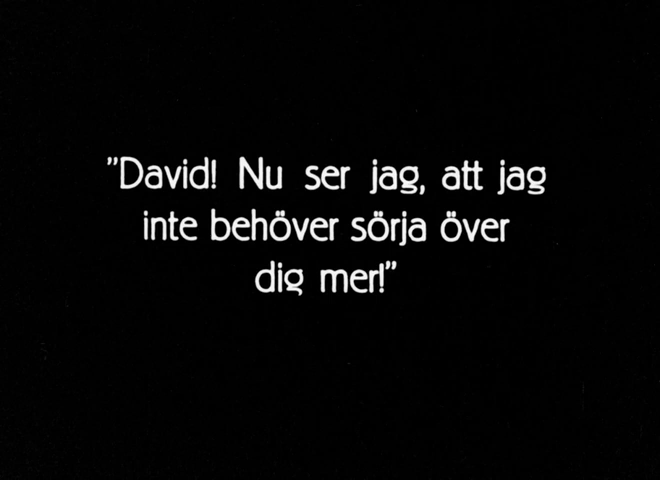 ”David! Nu ser jag, att jag
inte behöver sörja över
dig mer!”